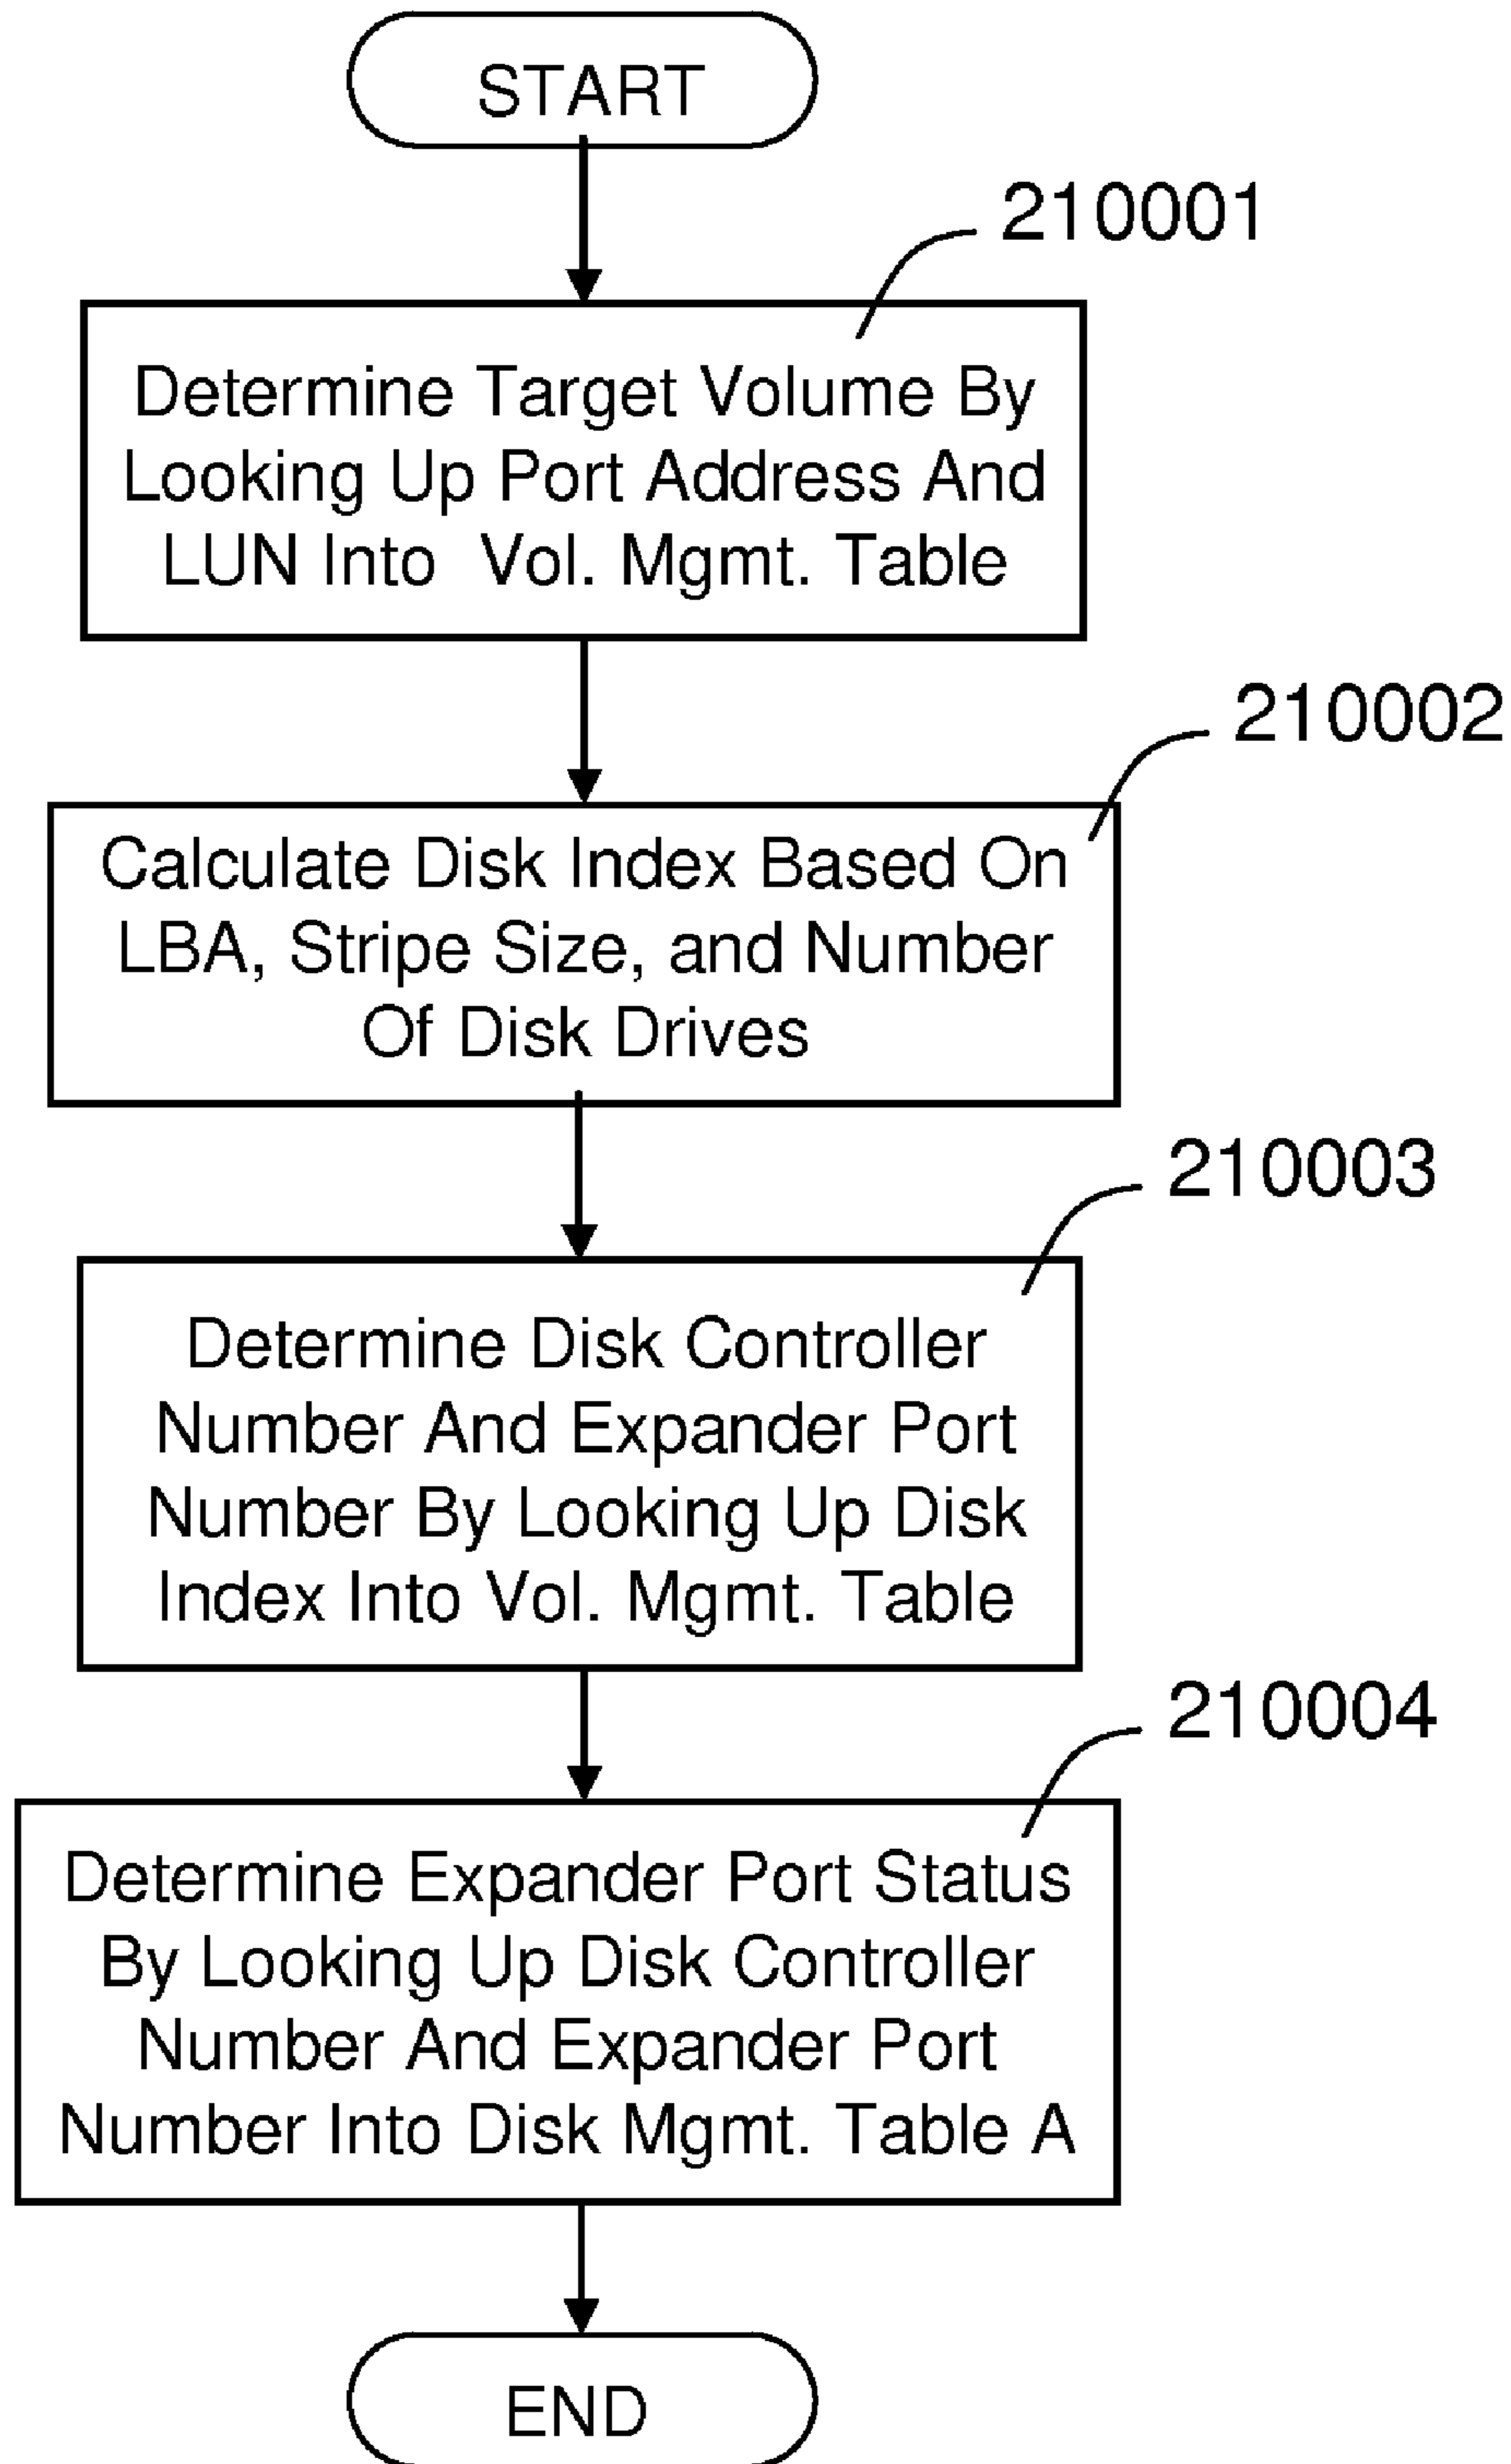 START
210001
Determine Target Volume By
Looking Up Port Address And
LUN Into Vol. Mgmt. Table
210002
Calculate Disk Index Based On
LBA, Stripe Size, and Number
Of Disk Drives
210003
Determine Disk Controller
Number And Expander Port
Number By Looking Up Disk
Index Into Vol. Mgmt. Table
210004
Determine Expander Port Status
By Looking Up Disk Controller
Number And Expander Port
Number Into Disk Mgmt. Table A
END